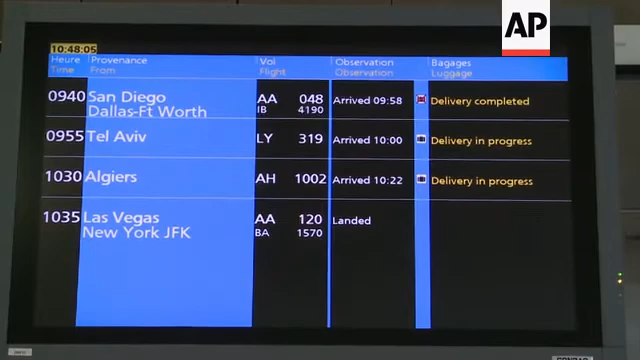 AP
10:48:05
Heure Provenance Vol Observation Bagages
Time From Flight Observation Luggage
0940 San Diego AA 048 Arrived 09:58 Delivery completed
Dallas-Ft Worth IB 4190
0955 Tel Aviv LY 319 Arrived 10:00 Delivery in progress
1030 Algiers AH 1002 Arrived 10:22 Delivery in progress
1035 Las Vegas AA 120 Landed
New York JFK BA 1570